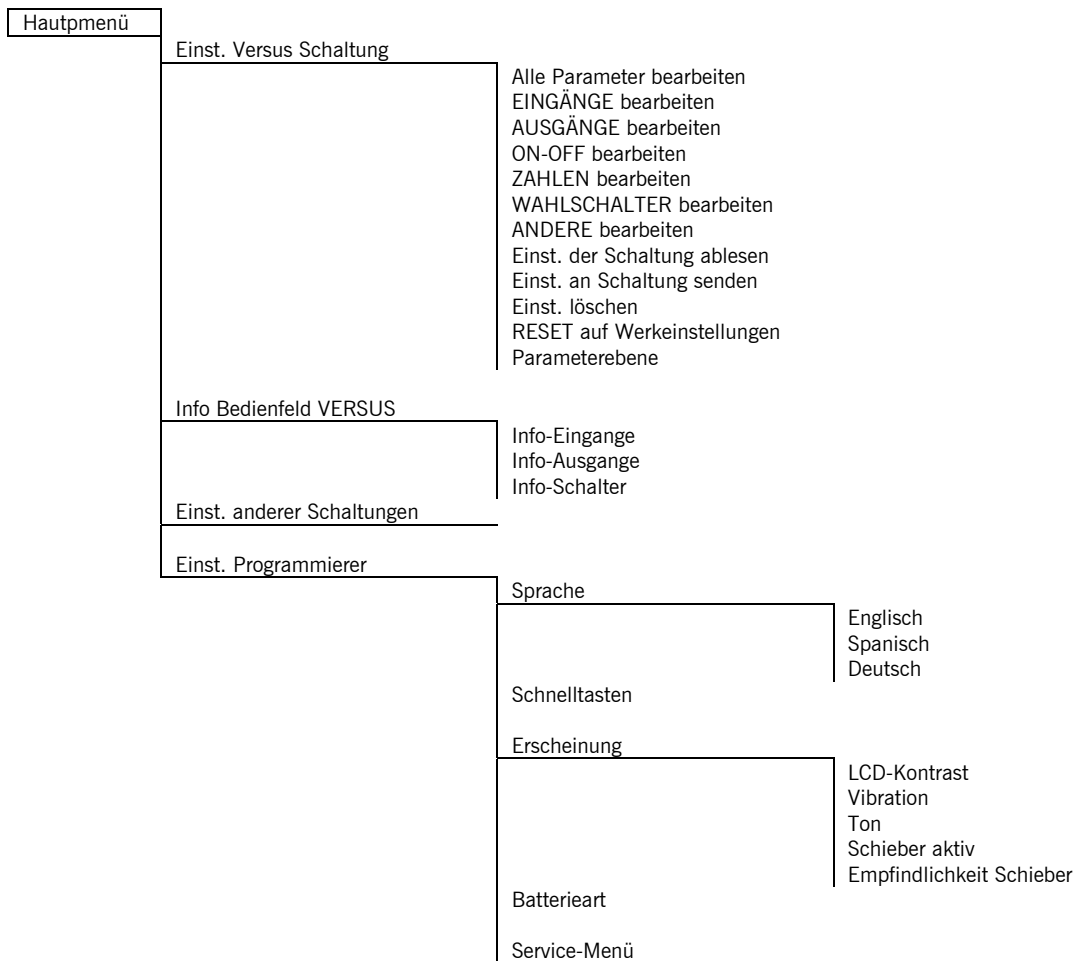 Hautpmenü
Einst. Versus Schaltung
Alle Parameter bearbeiten
EINGÄNGE bearbeiten
AUSGÄNGE bearbeiten
ON-OFF bearbeiten
ZAHLEN bearbeiten
WAHLSCHALTER bearbeiten
ANDERE bearbeiten
Einst. der Schaltung ablesen
Einst. an Schaltung senden
Einst. löschen
RESET auf Werkeinstellungen
Parameterebene
Info Bedienfeld VERSUS
Info-Eingange
Info-Ausgange
Info-Schalter
Einst. anderer Schaltungen
Einst. Programmierer
Sprache
Englisch
Spanisch
Deutsch
Schnelltasten
Erscheinung
LCD-Kontrast
Vibration
Ton
Schieber aktiv
Empfindlichkeit Schieber
Batterieart
Service-Menü